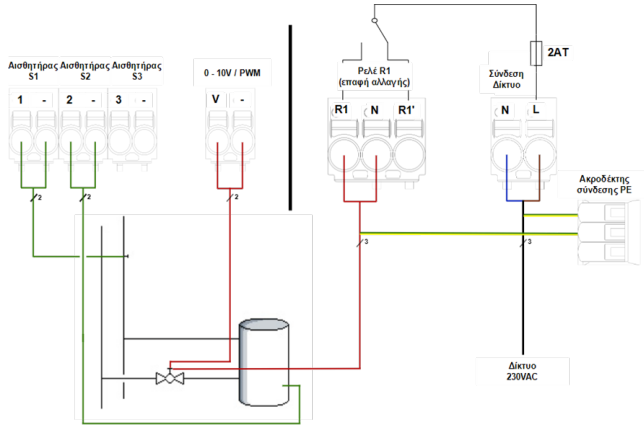 Αισθητήρας
S1
Αισθητήρας
S2
Αισθητήρας
S3
0 - 10V / PWM
Ρελέ R1
(επαφή αλλαγής)
2AT
Σύνδεση
Δίκτυο
1 - 2 - 3 -
V -
R1 N R1'
N L
Ακροδέκτης
σύνδεσης PE
2
2
2
3
3
Δίκτυο
230VAC